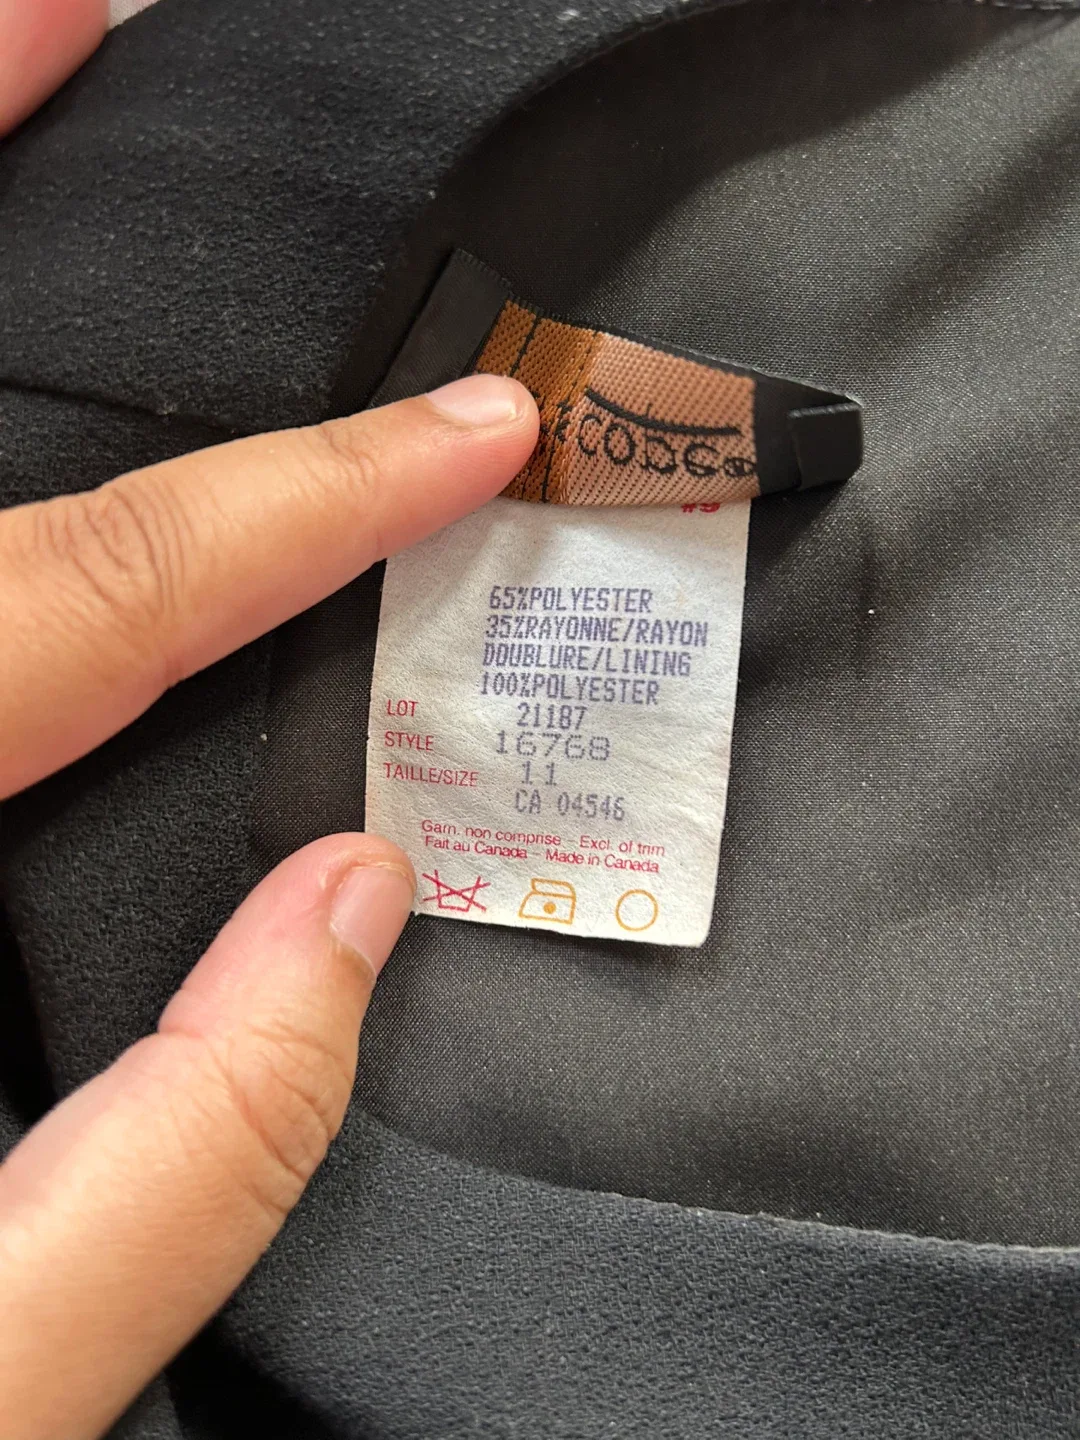 #9
65%POLYESTER
35%RAYONNE/RAYON
DOUBLURE/LINING
100%POLYESTER
LOT 21187
STYLE 16768
TAILLE/SIZE 11
CA 04546
Garn. non comprise - Excl. of trim
Fait au Canada - Made in Canada